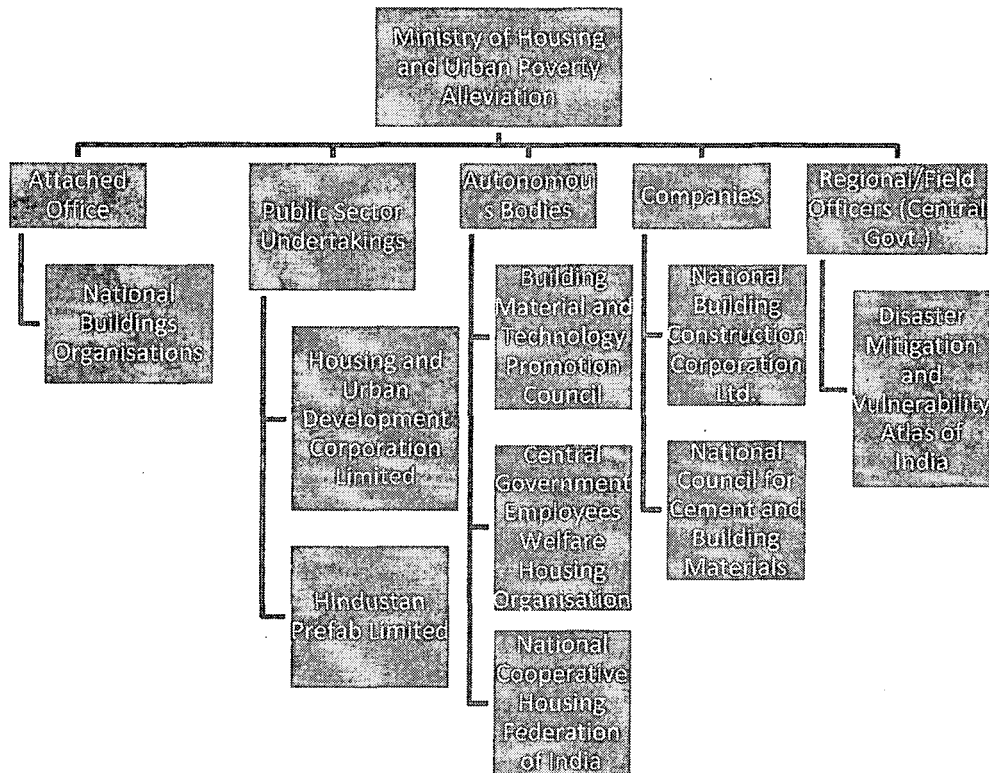 Ministry of Housing
and Urban Poverty
Alleviation
Attached
Office
National
Buildings
Organisations
Public Sector
Undertakings
Housing and
Urban
Development
Corporation
Limited
Hindustan
Prefab Limited
Autonomou
s Bodies
Building
Material and
Technology
Promotion
Council
Central
Government
Employees
Welfare
Housing
Organisation
National
Cooperative
Housing
Federation
of India
Companies
National
Building
Construction
Corporation
Ltd.
National
Council for
Cement and
Building
Materials
Regional/Field
Officers (Central
Govt.)
Disaster
Mitigation
and
Vulnerability
Atlas of
India